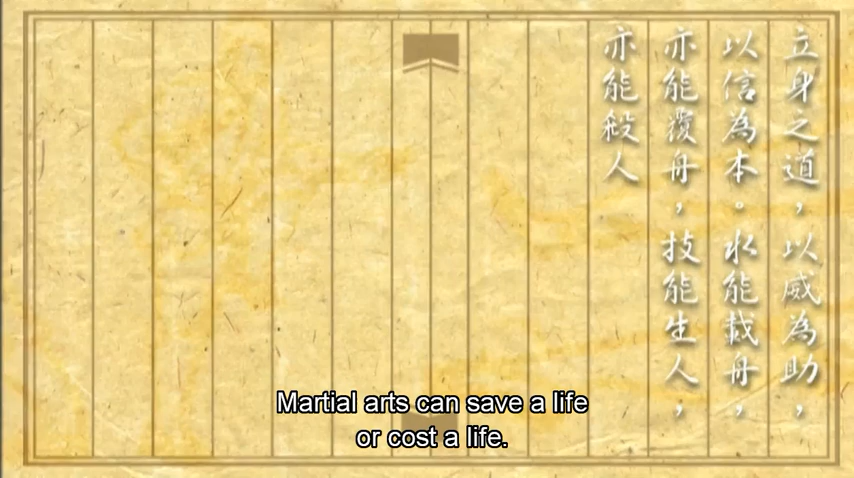 立身之道，以威為助，
以信為本。水能載舟，
亦能覆舟，技能生人，
亦能殺人
Martial arts can save a life
or cost a life.